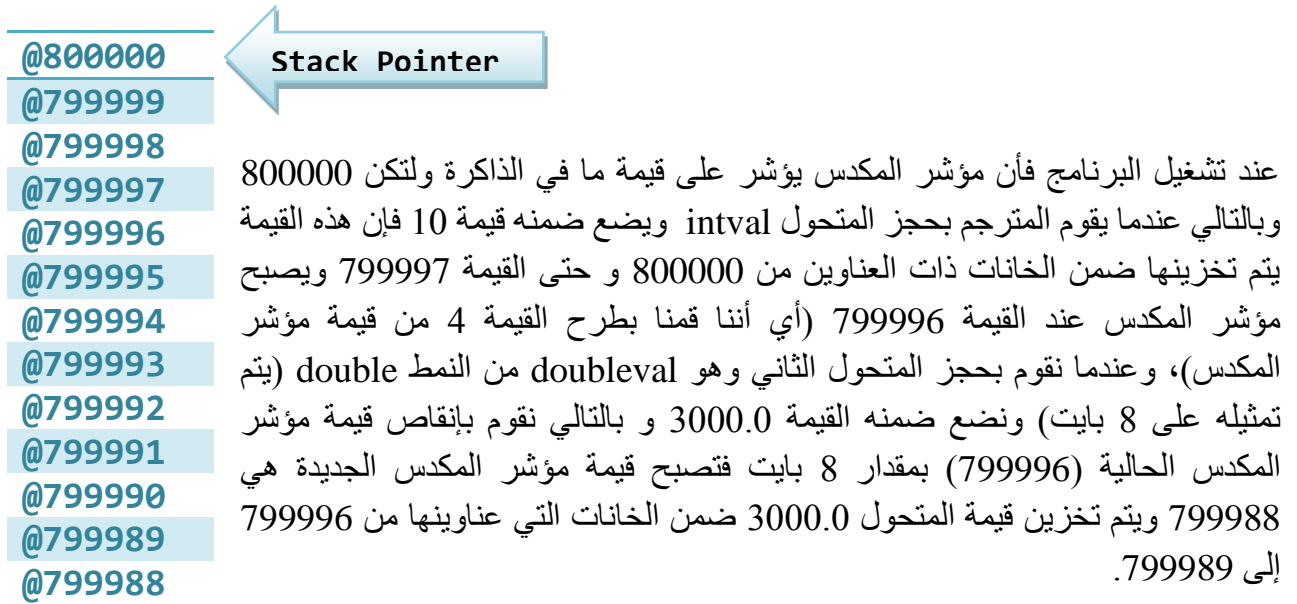 @800000
Stack Pointer
@799999
@799998
@799997
@799996
@799995
@799994
@799993
@799992
@799991
@799990
@799989
@799988
عند تشغيل البرنامج فأن مؤشر المكدس يؤشر على قيمة ما في الذاكرة ولتكن 800000
وبالتالي عندما يقوم المترجم بحجز المتحول intval ويضع ضمنه قيمة 10 فإن هذه القيمة
يتم تخزينها ضمن الخانات ذات العناوين من 800000 و حتى القيمة 799997 ويصبح
مؤشر المكدس عند القيمة 799996 (أي أننا قمنا بطرح القيمة 4 من قيمة مؤشر
المكدس)، وعندما نقوم بحجز المتحول الثاني وهو doubleval من النمط double (يتم
تمثيله على 8 بايت) ونضع ضمنه القيمة 3000.0 و بالتالي نقوم بإنقاص قيمة مؤشر
المكدس الحالية (799996) بمقدار 8 بايت فتصبح قيمة مؤشر المكدس الجديدة هي
799988 ويتم تخزين قيمة المتحول 3000.0 ضمن الخانات التي عناوينها من 799996
إلى 799989.